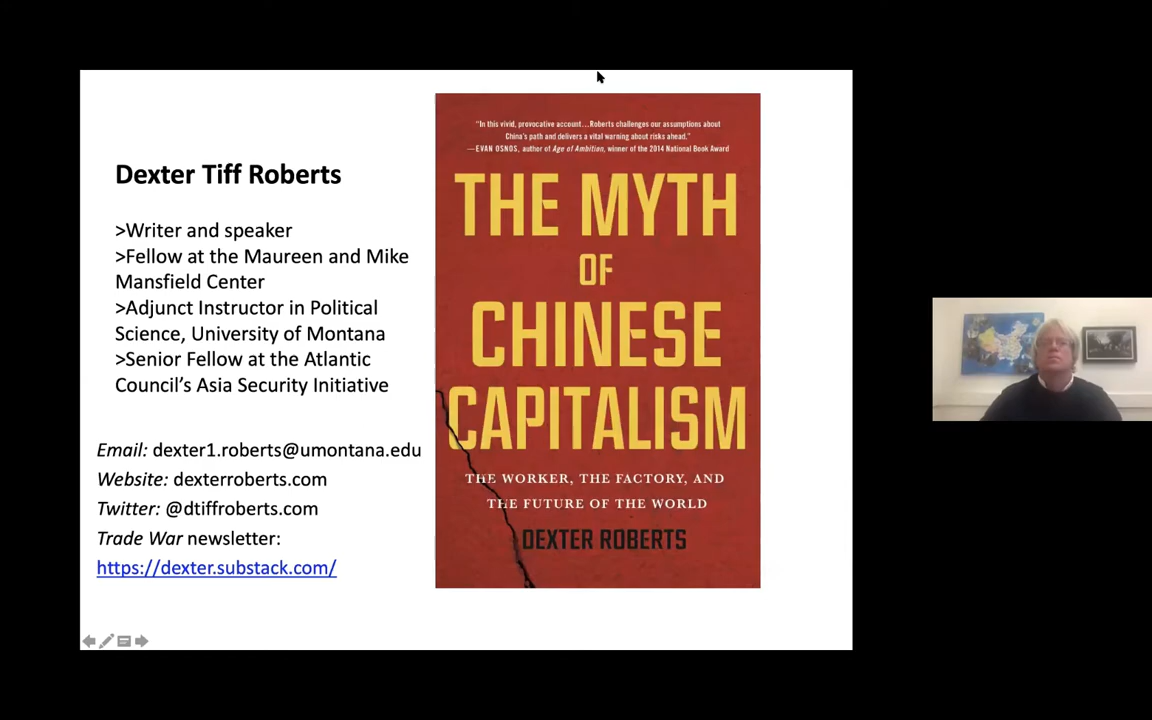 Dexter Tiff Roberts
>Writer and speaker
>Fellow at the Maureen and Mike
Mansfield Center
>Adjunct Instructor in Political
Science, University of Montana
>Senior Fellow at the Atlantic
Council's Asia Security Initiative
Email: dexter1.roberts@umontana.edu
Website: dexterroberts.com
Twitter: @dtiffroberts.com
Trade War newsletter:
https://dexter.substack.com/
“In this vivid, provocative account...Roberts challenges our assumptions about
China's path and delivers a vital warning about risks ahead.”
—EVAN OSNOS, author of Age of Ambition, winner of the 2014 National Book Award
THE MYTH
OF
CHINESE
CAPITALISM
THE WORKER, THE FACTORY, AND
THE FUTURE OF THE WORLD
DEXTER ROBERTS